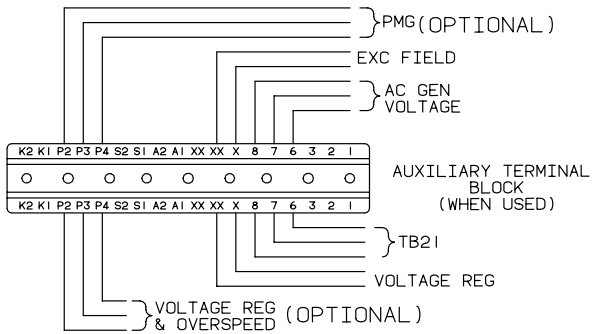 PMG (OPTIONAL)
EXC FIELD
AC GEN
VOLTAGE
K2 K1 P2 P3 P4 S2 S1 A2 A1 XX XX X 8 7 6 3 2 1
AUXILIARY TERMINAL
BLOCK
(WHEN USED)
K2 K1 P2 P3 P4 S2 S1 A2 A1 XX XX X 8 7 6 3 2 1
TB21
VOLTAGE REG
VOLTAGE REG
& OVERSPEED (OPTIONAL)